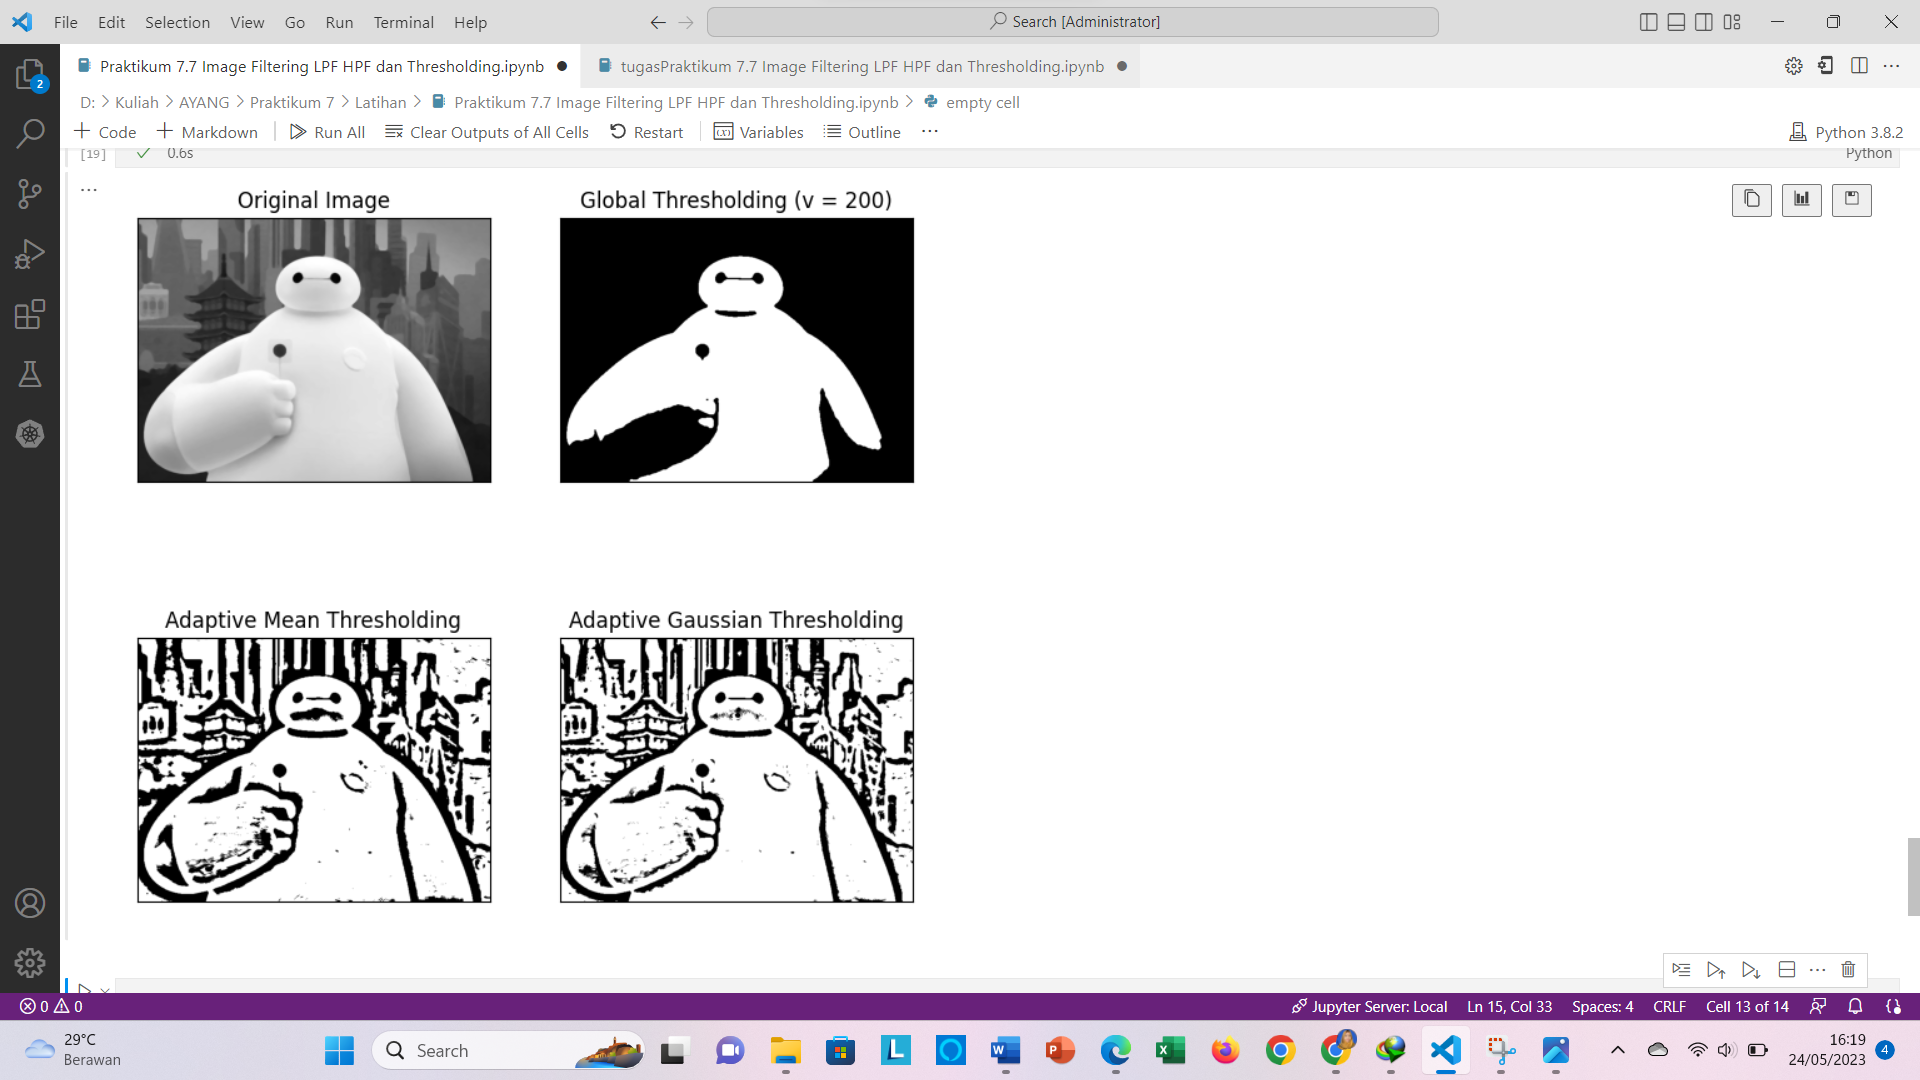 File Edit Selection View Go Run Terminal Help
Search [Administrator]
Praktikum 7.7 Image Filtering LPF HPF dan Thresholding.ipynb
tugasPraktikum 7.7 Image Filtering LPF HPF dan Thresholding.ipynb
2
D: > Kuliah > AYANG > Praktikum 7 > Latihan > Praktikum 7.7 Image Filtering LPF HPF dan Thresholding.ipynb > empty cell
+ Code + Markdown Run All Clear Outputs of All Cells Restart Variables Outline ...
Python 3.8.2
[19] 0.6s
Python
...
Original Image
Global Thresholding (v = 200)
Adaptive Mean Thresholding
Adaptive Gaussian Thresholding
0 0
Jupyter Server: Local Ln 15, Col 33 Spaces: 4 CRLF Cell 13 of 14
29°C
Berawan
Search
16:19
24/05/2023
4